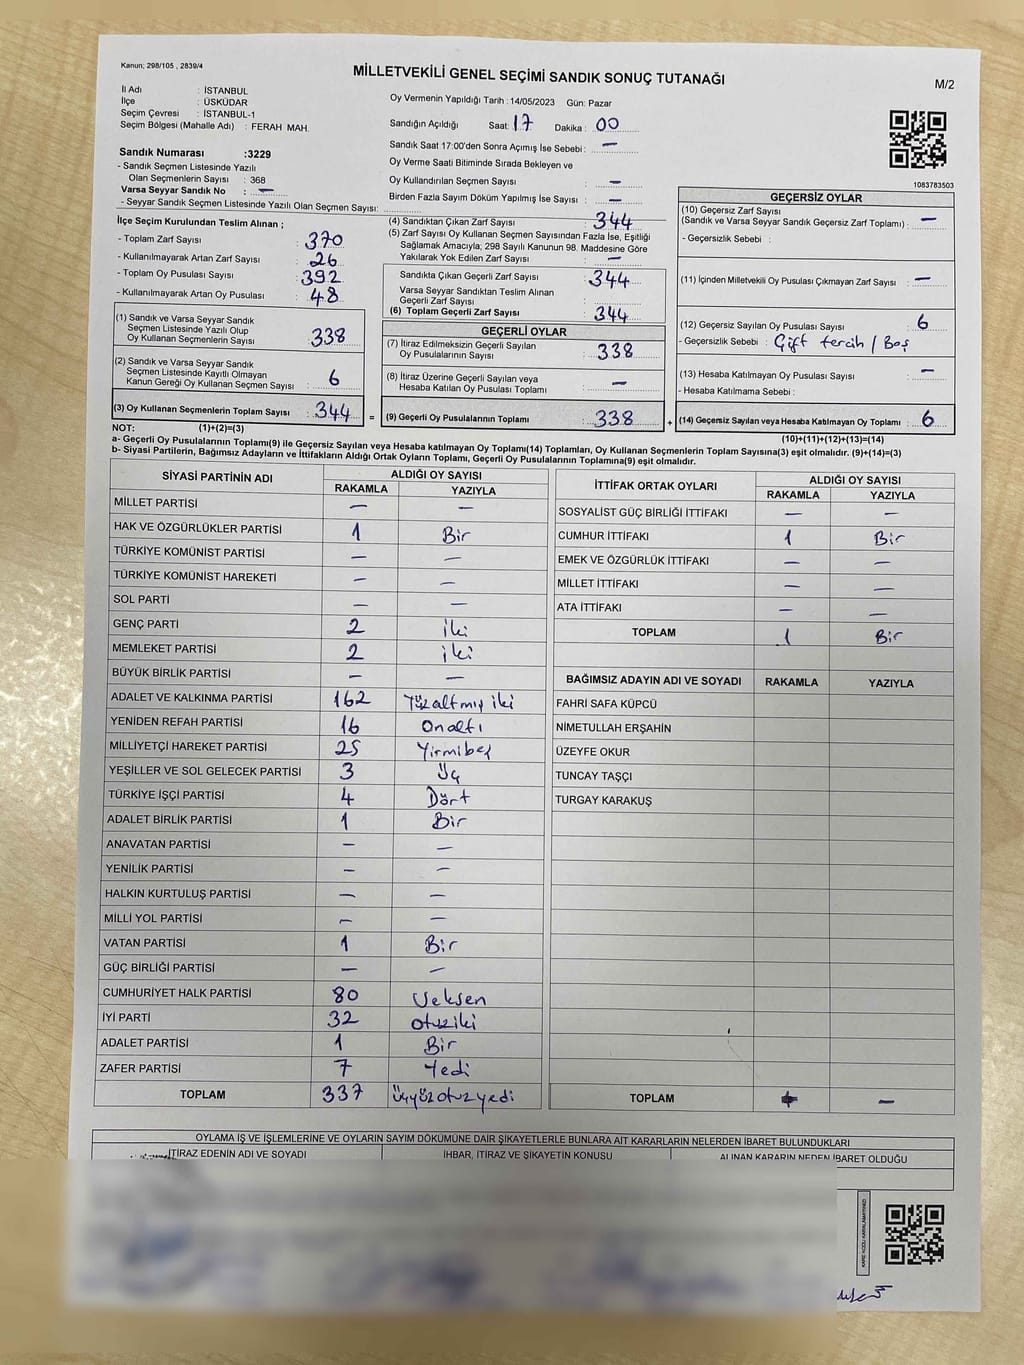 Kanun; 298/105 , 2839/4
MİLLETVEKİLİ GENEL SEÇİMİ SANDIK SONUÇ TUTANAĞI
M/2
İl Adı : İSTANBUL
İlçe : ÜSKÜDAR
Seçim Çevresi : İSTANBUL-1
Seçim Bölgesi (Mahalle Adı) : FERAH MAH.
Sandık Numarası :3229
- Sandık Seçmen Listesinde Yazılı
Olan Seçmenlerin Sayısı : 368
Varsa Seyyar Sandık No : —
- Seyyar Sandık Seçmen Listesinde Yazılı Olan Seçmen Sayısı:
Oy Vermenin Yapıldığı Tarih : 14/05/2023 Gün: Pazar
Sandığın Açıldığı Saat: 17 Dakika : 00
Sandık Saat 17:00'den Sonra Açımış İse Sebebi : —
Oy Verme Saati Bitiminde Sırada Bekleyen ve
Oy Kullandırılan Seçmen Sayısı : —
Birden Fazla Sayım Döküm Yapılmış İse Sayısı : —
1083783503
İlçe Seçim Kurulundan Teslim Alınan ;
- Toplam Zarf Sayısı : 370
- Kullanılmayarak Artan Zarf Sayısı : 26
- Toplam Oy Pusulası Sayısı : 392
- Kullanılmayarak Artan Oy Pusulası : 48
(1) Sandık ve Varsa Seyyar Sandık
Seçmen Listesinde Yazılı Olup
Oy Kullanan Seçmenlerin Sayısı : 338
(2) Sandık ve Varsa Seyyar Sandık
Seçmen Listesinde Kayıtlı Olmayan
Kanun Gereği Oy Kullanan Seçmen Sayısı : 6
(3) Oy Kullanan Seçmenlerin Toplam Sayısı : 344 =
(4) Sandıktan Çıkan Zarf Sayısı : 344
(5) Zarf Sayısı Oy Kullanan Seçmen Sayısından Fazla İse, Eşitliği
Sağlamak Amacıyla; 298 Sayılı Kanunun 98. Maddesine Göre
Yakılarak Yok Edilen Zarf Sayısı : —
Sandıkta Çıkan Geçerli Zarf Sayısı : 344
Varsa Seyyar Sandıktan Teslim Alınan
Geçerli Zarf Sayısı :
(6) Toplam Geçerli Zarf Sayısı : 344
GEÇERLİ OYLAR
(7) İtiraz Edilmeksizin Geçerli Sayılan
Oy Pusulalarının Sayısı : 338
(8) İtiraz Üzerine Geçerli Sayılan veya
Hesaba Katılan Oy Pusulası Toplamı : —
(9) Geçerli Oy Pusulalarının Toplamı : 338 +
GEÇERSİZ OYLAR
(10) Geçersiz Zarf Sayısı
(Sandık ve Varsa Seyyar Sandık Geçersiz Zarf Toplamı) : —
- Geçersizlik Sebebi :
(11) İçinden Milletvekili Oy Pusulası Çıkmayan Zarf Sayısı : —
(12) Geçersiz Sayılan Oy Pusulası Sayısı : 6
- Geçersizlik Sebebi : Çift tercih / Boş
(13) Hesaba Katılmayan Oy Pusulası Sayısı : —
- Hesaba Katılmama Sebebi :
(14) Geçersiz Sayılan veya Hesaba Katılmayan Oy Toplamı : 6
NOT: (1)+(2)=(3)
(10)+(11)+(12)+(13)=(14)
a- Geçerli Oy Pusulalarının Toplamı(9) ile Geçersiz Sayılan veya Hesaba katılmayan Oy Toplamı(14) Toplamları, Oy Kullanan Seçmenlerin Toplam Sayısına(3) eşit olmalıdır. (9)+(14)=(3)
b- Siyasi Partilerin, Bağımsız Adayların ve İttifakların Aldığı Ortak Oyların Toplamı, Geçerli Oy Pusulalarının Toplamına(9) eşit olmalıdır.
SİYASİ PARTİNİN ADI ALDIĞI OY SAYISI
RAKAMLA YAZIYLA
MİLLET PARTİSİ — —
HAK VE ÖZGÜRLÜKLER PARTİSİ 1 Bir
TÜRKİYE KOMÜNİST PARTİSİ — —
TÜRKİYE KOMÜNİST HAREKETİ — —
SOL PARTİ — —
GENÇ PARTİ 2 iki
MEMLEKET PARTİSİ 2 iki
BÜYÜK BİRLİK PARTİSİ — —
ADALET VE KALKINMA PARTİSİ 162 Yüzaltmış iki
YENİDEN REFAH PARTİSİ 16 Onaltı
MİLLİYETÇİ HAREKET PARTİSİ 25 Yirmibeş
YEŞİLLER VE SOL GELECEK PARTİSİ 3 Üç
TÜRKİYE İŞÇİ PARTİSİ 4 Dört
ADALET BİRLİK PARTİSİ 1 Bir
ANAVATAN PARTİSİ — —
YENİLİK PARTİSİ — —
HALKIN KURTULUŞ PARTİSİ — —
MİLLİ YOL PARTİSİ — —
VATAN PARTİSİ 1 Bir
GÜÇ BİRLİĞİ PARTİSİ — —
CUMHURİYET HALK PARTİSİ 80 Seksen
İYİ PARTİ 32 otuziki
ADALET PARTİSİ 1 Bir
ZAFER PARTİSİ 7 Yedi
TOPLAM 337 üçyüzotuzyedi
İTTİFAK ORTAK OYLARI ALDIĞI OY SAYISI
RAKAMLA YAZIYLA
SOSYALİST GÜÇ BİRLİĞİ İTTİFAKI — —
CUMHUR İTTİFAKI 1 Bir
EMEK VE ÖZGÜRLÜK İTTİFAKI — —
MİLLET İTTİFAKI — —
ATA İTTİFAKI — —
TOPLAM 1 Bir
BAĞIMSIZ ADAYIN ADI VE SOYADI RAKAMLA YAZIYLA
FAHRİ SAFA KÜPCÜ
NİMETULLAH ERŞAHİN
ÜZEYFE OKUR
TUNCAY TAŞÇI
TURGAY KARAKUŞ
TOPLAM —
OYLAMA İŞ VE İŞLEMLERİNE VE OYLARIN SAYIM DÖKÜMÜNE DAİR ŞİKAYETLERLE BUNLARA AİT KARARLARIN NELERDEN İBARET BULUNDUKLARI
İTİRAZ EDENİN ADI VE SOYADI İHBAR, İTİRAZ VE ŞİKAYETİN KONUSU ALINAN KARARIN NEDEN İBARET OLDUĞU
KARE KODU KARALAMAYINIZ!